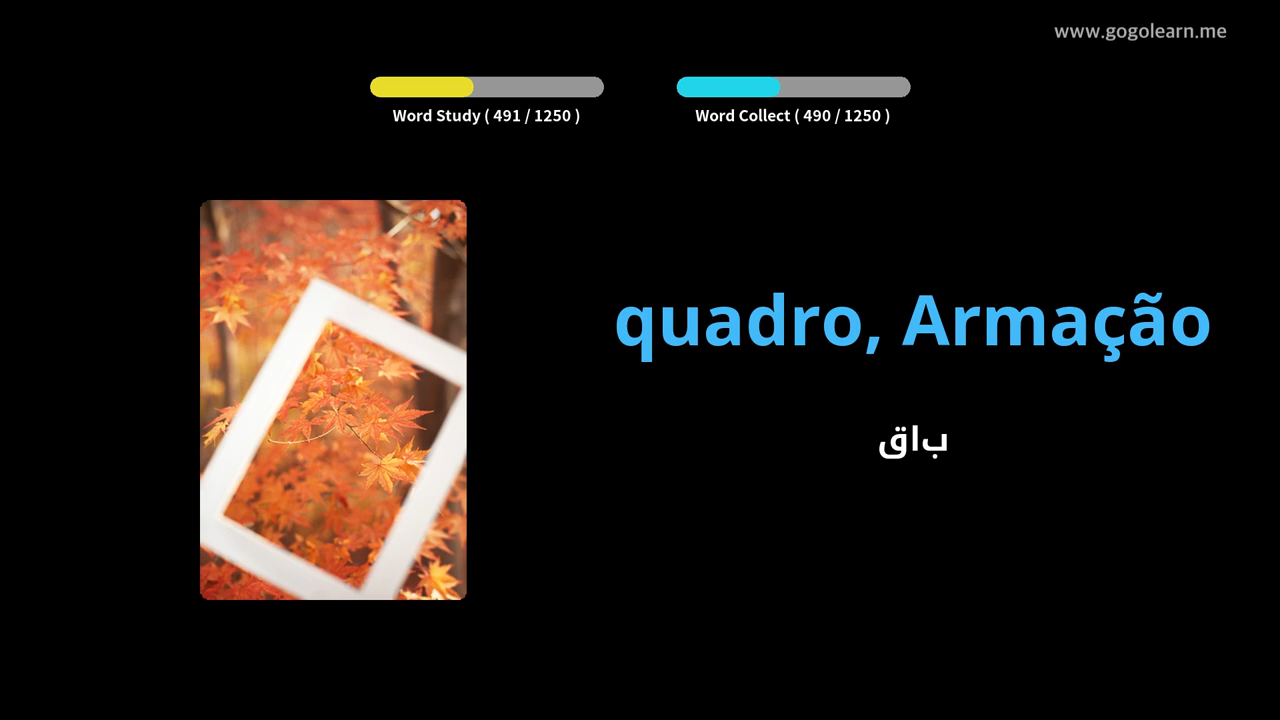 www.gogolearn.me
Word Study ( 491 / 1250 )
Word Collect ( 490 / 1250 )
quadro, Armação
باق